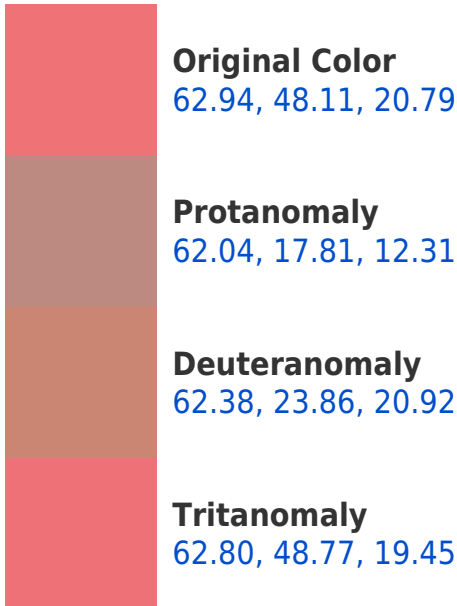 Original Color
62.94, 48.11, 20.79
Protanomaly
62.04, 17.81, 12.31
Deuteranomaly
62.38, 23.86, 20.92
Tritanomaly
62.80, 48.77, 19.45